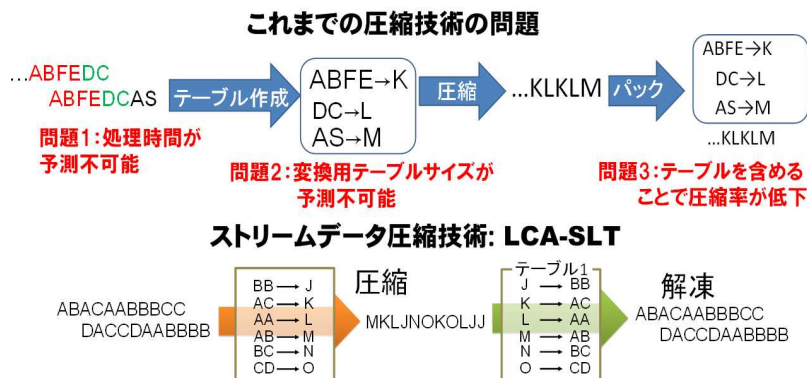 これまでの圧縮技術の問題
…ABFEDC
ABFEDCAS
テーブル作成
ABFE→K
DC→L
AS→M
圧縮
…KLKLM
パック
ABFE→K
DC→L
AS→M
…KLKLM
問題1：処理時間が
予測不可能
問題2：変換用テーブルサイズが
予測不可能
問題3：テーブルを含める
ことで圧縮率が低下
ストリームデータ圧縮技術: LCA-SLT
ABACAABBBCC
DACCDAABBBB
BB→J
AC→K
AA→L
AB→M
BC→N
CD→O
圧縮
MKLJNOKOLJJ
テーブル1
J→BB
K→AC
L→AA
M→AB
N→BC
O→CD
解凍
ABACAABBBCC
DACCDAABBBB